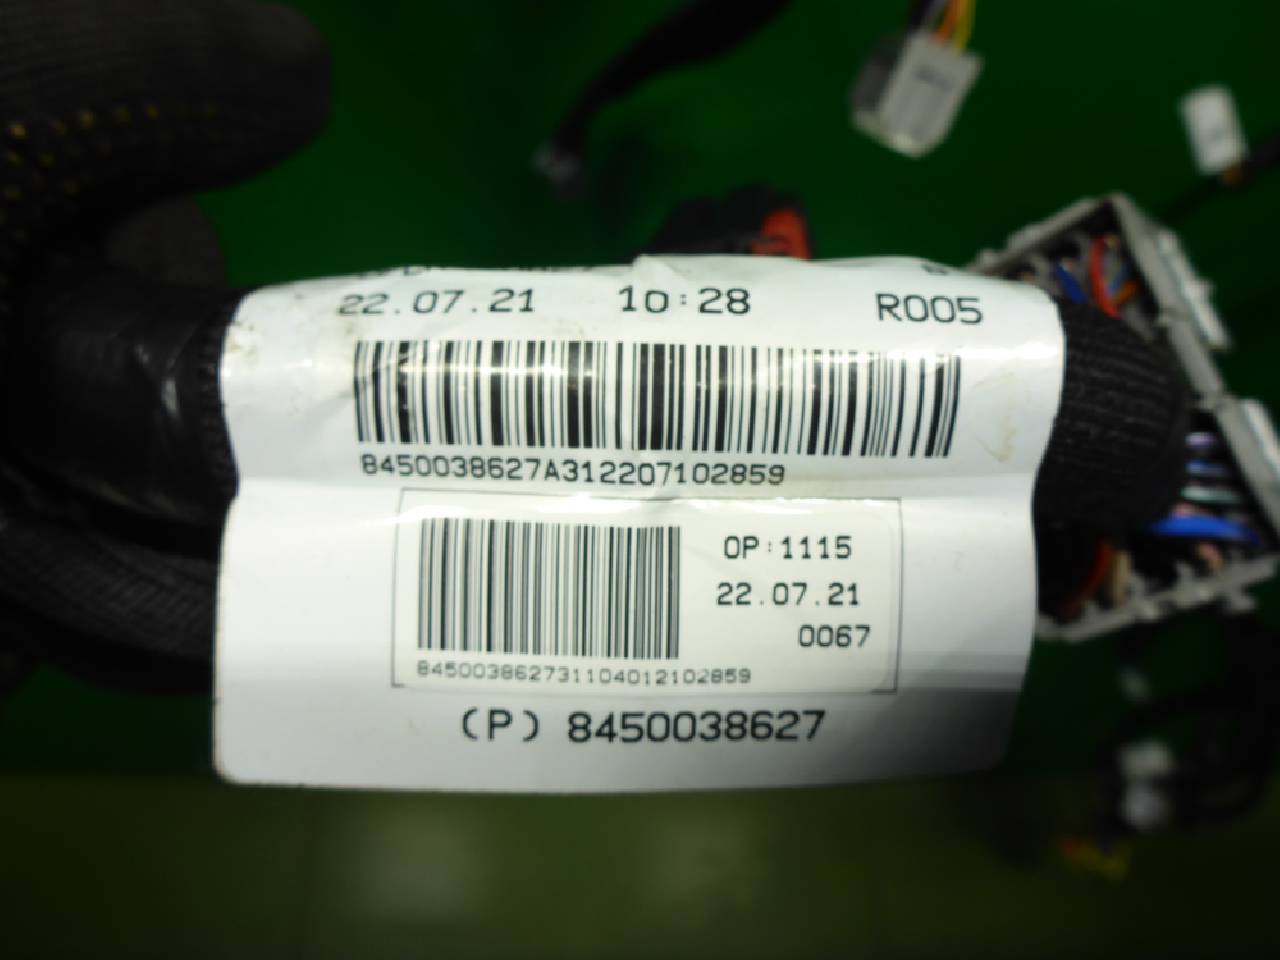 22.07.21 10:28 R005
8450038627A312207102859
OP:1115
22.07.21
0067
845003862731104012102859
(P) 8450038627